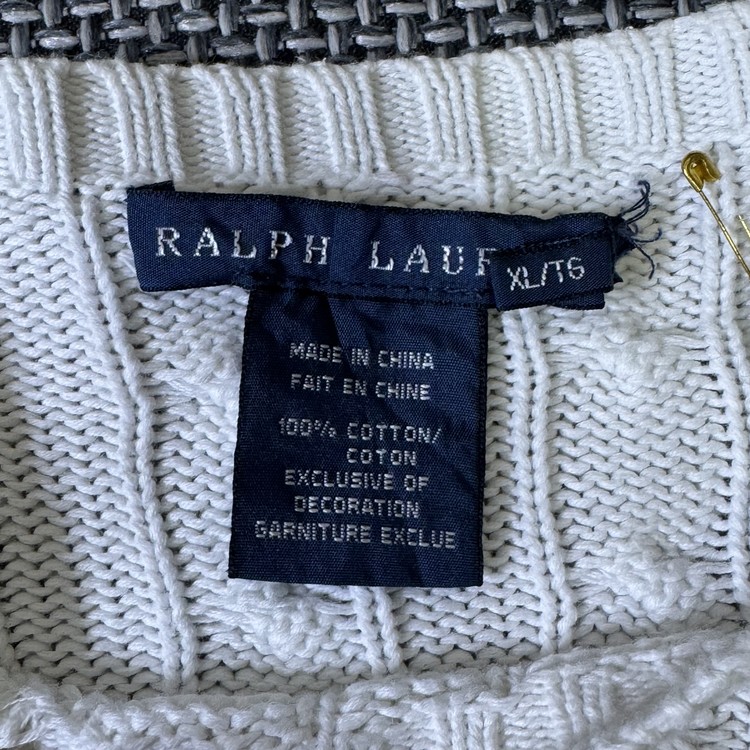 RALPH LAUR
XL/TG
MADE IN CHINA
FAIT EN CHINE
100% COTTON/
COTON
EXCLUSIVE OF
DECORATION
GARNITURE EXCLUE